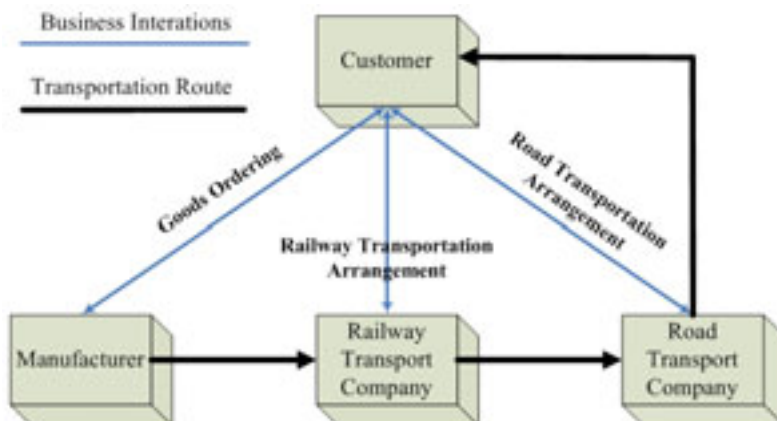 Business Interations
Transportation Route
Customer
Goods Ordering
Railway Transportation
Arrangement
Road Transportation
Arrangement
Manufacturer
Railway
Transport
Company
Road
Transport
Company